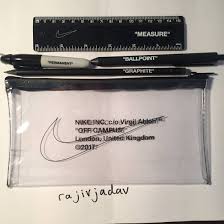 "MEASURE"
"PERMANENT"
"BALLPOINT"
"GRAPHITE"
NIKE, INC. c/o Virgil Abloh™
"OFF CAMPUS"
London, United Kingdom
©2017
rajivjadav